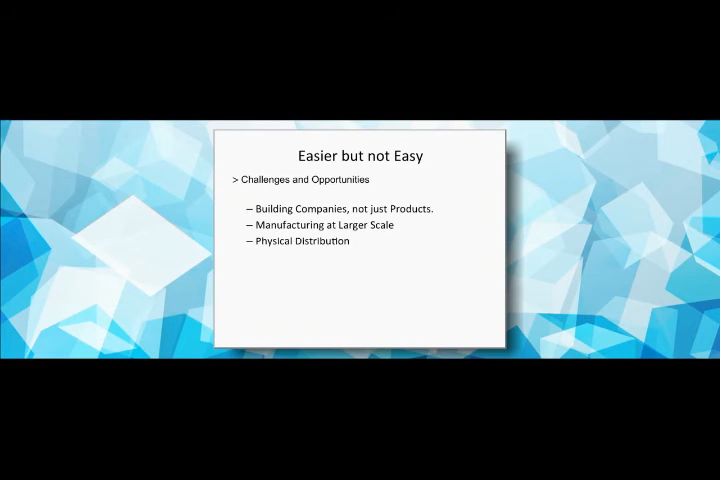 Easier but not Easy
> Challenges and Opportunities
– Building Companies, not just Products.
– Manufacturing at Larger Scale
– Physical Distribution